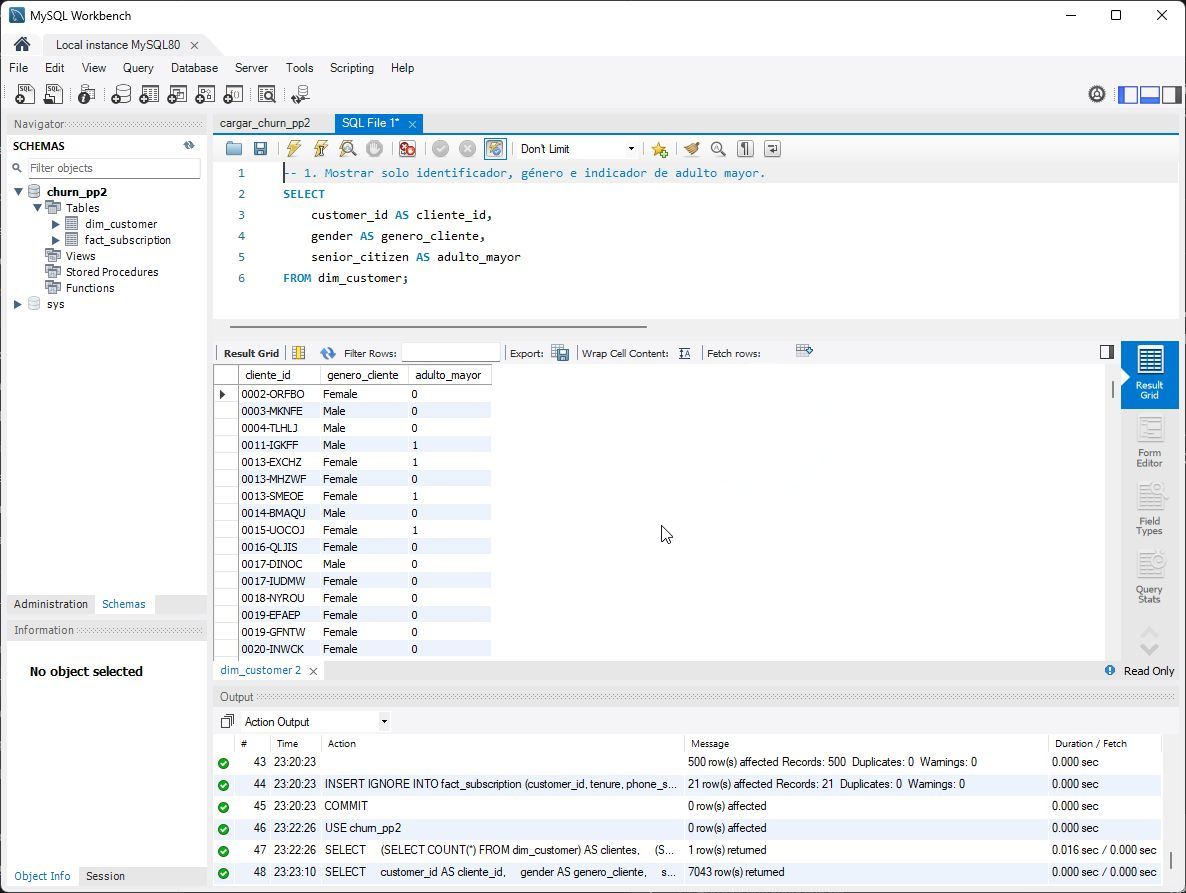 MySQL Workbench
Local instance MySQL80
File Edit View Query Database Server Tools Scripting Help
Navigator
SCHEMAS
Filter objects
churn_pp2
Tables
dim_customer
fact_subscription
Views
Stored Procedures
Functions
sys
Administration Schemas
Information
No object selected
Object Info Session
cargar_churn_pp2 SQL File 1*
Don't Limit
1 -- 1. Mostrar solo identificador, género e indicador de adulto mayor.
2 SELECT
3 customer_id AS cliente_id,
4 gender AS genero_cliente,
5 senior_citizen AS adulto_mayor
6 FROM dim_customer;
Result Grid Filter Rows: Export: Wrap Cell Content: Fetch rows:
cliente_id genero_cliente adulto_mayor
0002-ORFBO Female 0
0003-MKNFE Male 0
0004-TLHLJ Male 0
0011-IGKFF Male 1
0013-EXCHZ Female 1
0013-MHZWF Female 0
0013-SMEOE Female 1
0014-BMAQU Male 0
0015-UOCOJ Female 1
0016-QLJIS Female 0
0017-DINOC Male 0
0017-IUDMW Female 0
0018-NYROU Female 0
0019-EFAEP Female 0
0019-GFNTW Female 0
0020-INWCK Female 0
Result
Grid
Form
Editor
Field
Types
Query
Stats
dim_customer 2
Read Only
Output
Action Output
# Time Action Message Duration / Fetch
43 23:20:23 500 row(s) affected Records: 500 Duplicates: 0 Warnings: 0 0.000 sec
44 23:20:23 INSERT IGNORE INTO fact_subscription (customer_id, tenure, phone_s... 21 row(s) affected Records: 21 Duplicates: 0 Warnings: 0 0.000 sec
45 23:20:23 COMMIT 0 row(s) affected 0.000 sec
46 23:22:26 USE churn_pp2 0 row(s) affected 0.000 sec
47 23:22:26 SELECT (SELECT COUNT(*) FROM dim_customer) AS clientes, (S... 1 row(s) returned 0.016 sec / 0.000 sec
48 23:23:10 SELECT customer_id AS cliente_id, gender AS genero_cliente, s... 7043 row(s) returned 0.000 sec / 0.000 sec